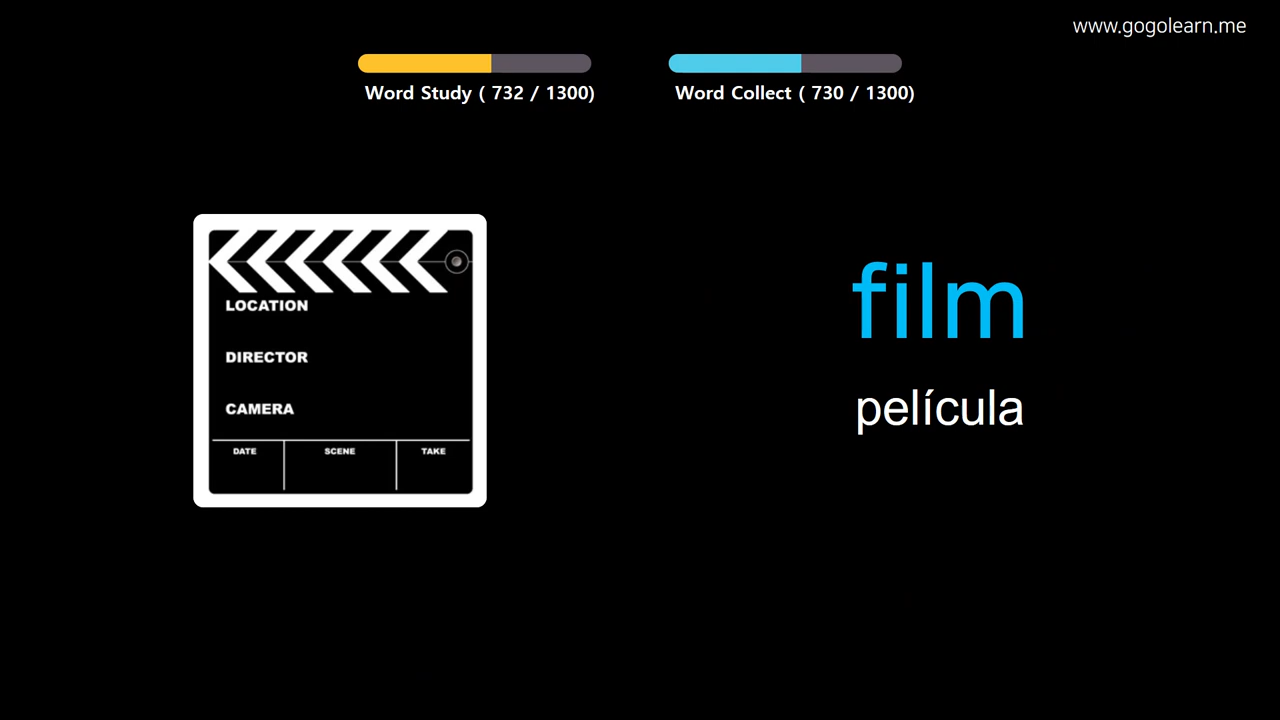 www.gogolearn.me
Word Study ( 732 / 1300)
Word Collect ( 730 / 1300)
LOCATION
DIRECTOR
CAMERA
DATE
SCENE
TAKE
film
película